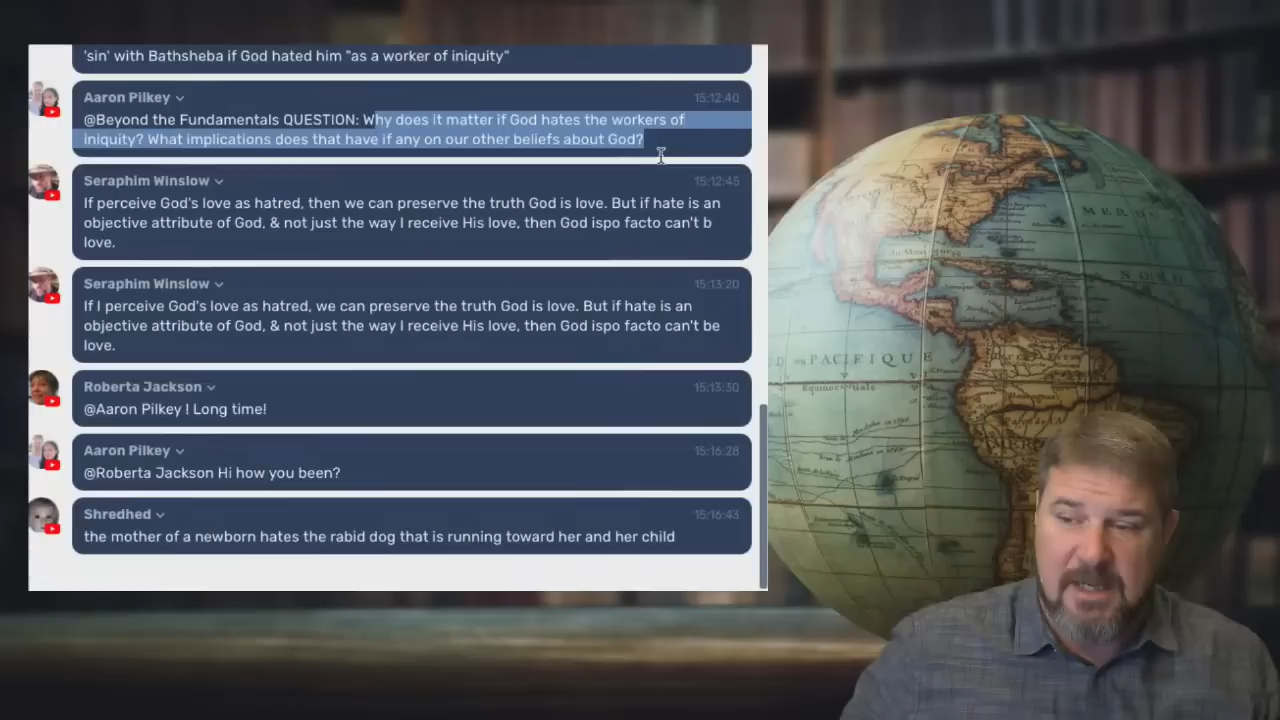 'sin' with Bathsheba if God hated him "as a worker of iniquity"
Aaron Pilkey
15:12:40
@Beyond the Fundamentals QUESTION: Why does it matter if God hates the workers of
iniquity? What implications does that have if any on our other beliefs about God?
Seraphim Winslow
15:12:45
If perceive God's love as hatred, then we can preserve the truth God is love. But if hate is an
objective attribute of God, & not just the way I receive His love, then God ispo facto can't b
love.
Seraphim Winslow
15:13:20
If I perceive God's love as hatred, we can preserve the truth God is love. But if hate is an
objective attribute of God, & not just the way I receive His love, then God ispo facto can't be
love.
Roberta Jackson
15:13:30
@Aaron Pilkey ! Long time!
Aaron Pilkey
15:16:28
@Roberta Jackson Hi how you been?
Shredhed
15:16:43
the mother of a newborn hates the rabid dog that is running toward her and her child
PACIFIQUE
MER DU
NORD